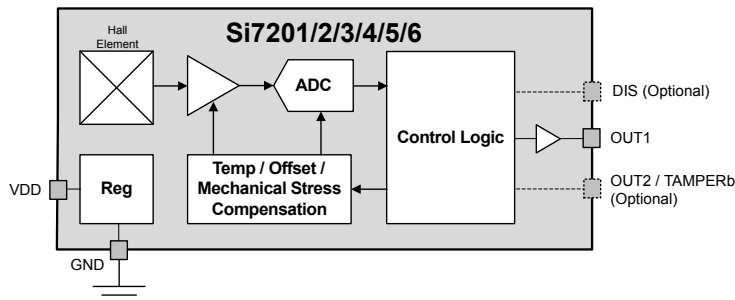 Si7201/2/3/4/5/6
Hall
Element
ADC
Control Logic
DIS (Optional)
OUT1
OUT2 / TAMPERb
(Optional)
Temp / Offset /
Mechanical Stress
Compensation
VDD
Reg
GND